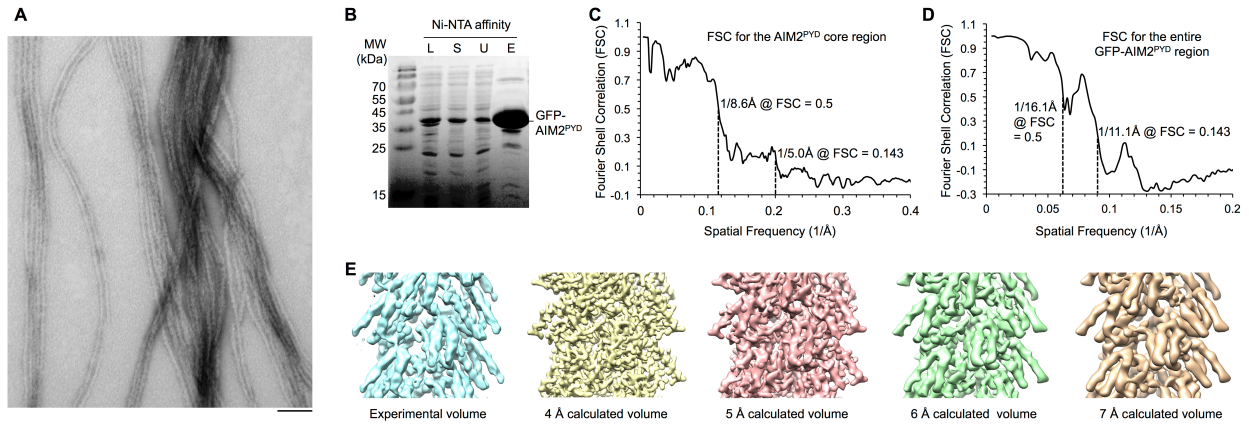 A
B
Ni-NTA affinity
MW
(kDa)
L S U E
70
55
45
35
25
15
GFP-
AIM2PYD
C
Fourier Shell Correlation (FSC)
1.1
0.9
0.7
0.5
0.3
0.1
-0.1
FSC for the AIM2PYD core region
1/8.6Å @ FSC = 0.5
1/5.0Å @ FSC = 0.143
0 0.1 0.2 0.3 0.4
Spatial Frequency (1/Å)
D
Fourier Shell Correlation (FSC)
1.1
0.9
0.7
0.5
0.3
0.1
-0.1
-0.3
FSC for the entire
GFP-AIM2PYD
region
1/16.1Å
@ FSC
= 0.5
1/11.1Å @ FSC = 0.143
0 0.05 0.1 0.15 0.2
Spatial Frequency (1/Å)
E
Experimental volume
4 Å calculated volume
5 Å calculated volume
6 Å calculated volume
7 Å calculated volume